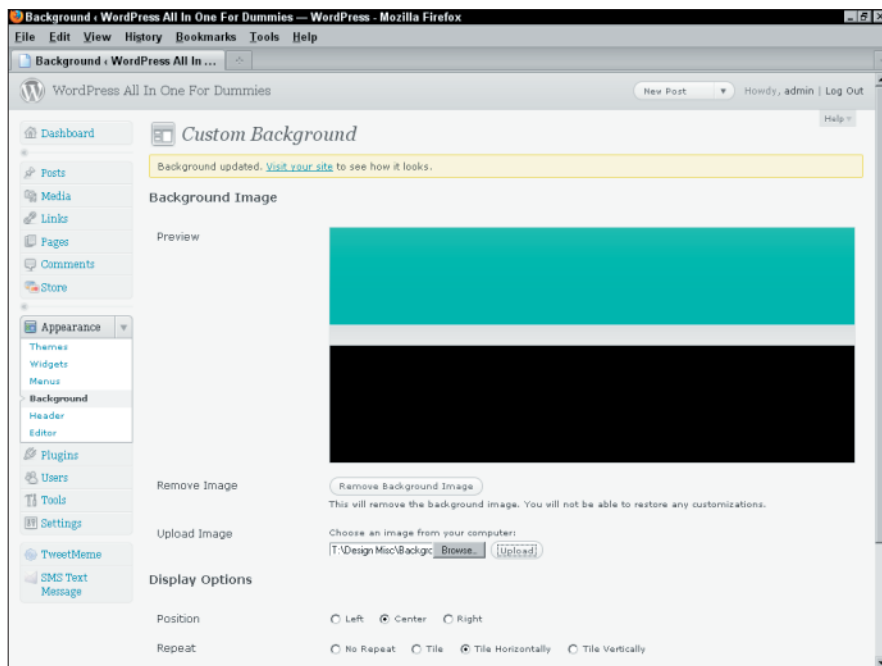 Background ‹ WordPress All In One For Dummies — WordPress - Mozilla Firefox
File Edit View History Bookmarks Tools Help
Background ‹ WordPress All In ...
WordPress All In One For Dummies
New Post
Howdy, admin | Log Out
Help
Dashboard
Posts
Media
Links
Pages
Comments
Store
Appearance
Themes
Widgets
Menus
Background
Header
Editor
Plugins
Users
Tools
Settings
TweetMeme
SMS Text
Message
Custom Background
Background updated. Visit your site to see how it looks.
Background Image
Preview
Remove Image
Remove Background Image
This will remove the background image. You will not be able to restore any customizations.
Upload Image
Choose an image from your computer:
T:\Design Misc\Backgrc
Browse...
Upload
Display Options
Position
Left Center Right
Repeat
No Repeat Tile Tile Horizontally Tile Vertically